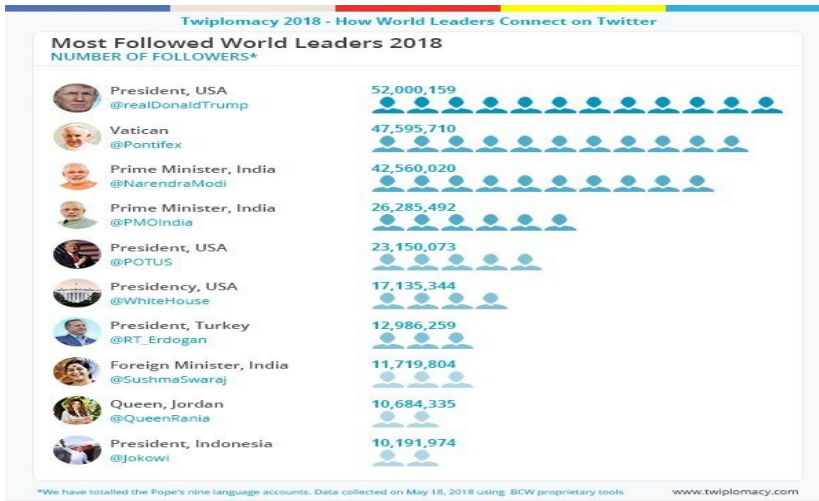 Twiplomacy 2018 - How World Leaders Connect on Twitter
Most Followed World Leaders 2018
NUMBER OF FOLLOWERS*
President, USA
@realDonaldTrump
52,000,159
Vatican
@Pontifex
47,595,710
Prime Minister, India
@NarendraModi
42,560,020
Prime Minister, India
@PMOIndia
26,285,492
President, USA
@POTUS
23,150,073
Presidency, USA
@WhiteHouse
17,135,344
President, Turkey
@RT_Erdogan
12,986,259
Foreign Minister, India
@SushmaSwaraj
11,719,804
Queen, Jordan
@QueenRania
10,684,335
President, Indonesia
@Jokowi
10,191,974
*We have totalled the Pope's nine language accounts. Data collected on May 18, 2018 using BCW proprietary tools
www.twiplomacy.com